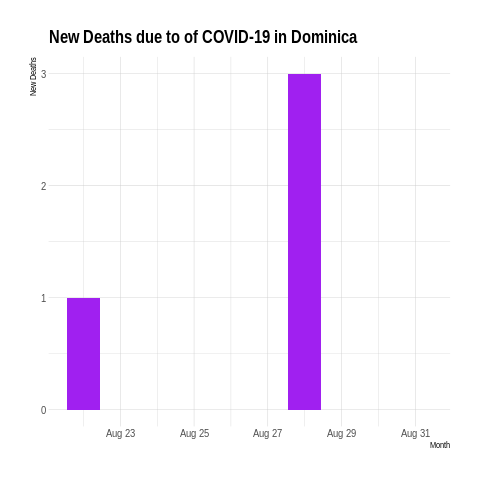 New Deaths due to of COVID-19 in Dominica
New Deaths
3
2
1
0
Aug 23 Aug 25 Aug 27 Aug 29 Aug 31
Month